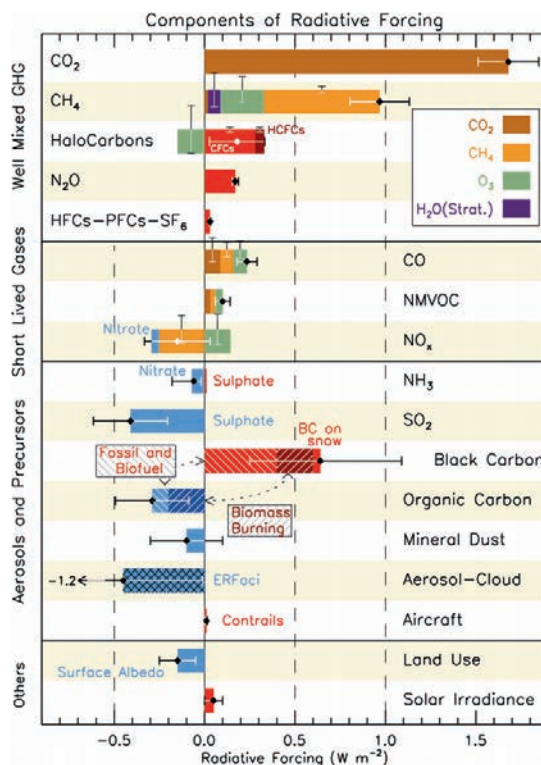 Components of Radiative Forcing
Well Mixed GHG
CO₂
CH₄
HaloCarbons
CFCs
HCFCs
N₂O
HFCs-PFCs-SF₆
CO₂
CH₄
O₃
H₂O(Strat.)
Short Lived Gases
CO
NMVOC
Nitrate
NOₓ
Aerosols and Precursors
Nitrate
Sulphate
NH₃
Sulphate
SO₂
BC on
snow
Black Carbon
Fossil and
Biofuel
Organic Carbon
Biomass
Burning
Mineral Dust
-1.2
ERFaci
Aerosol-Cloud
Contrails
Aircraft
Others
Surface Albedo
Land Use
Solar Irradiance
-0.5 0.0 0.5 1.0 1.5
Radiative Forcing (W m⁻²)